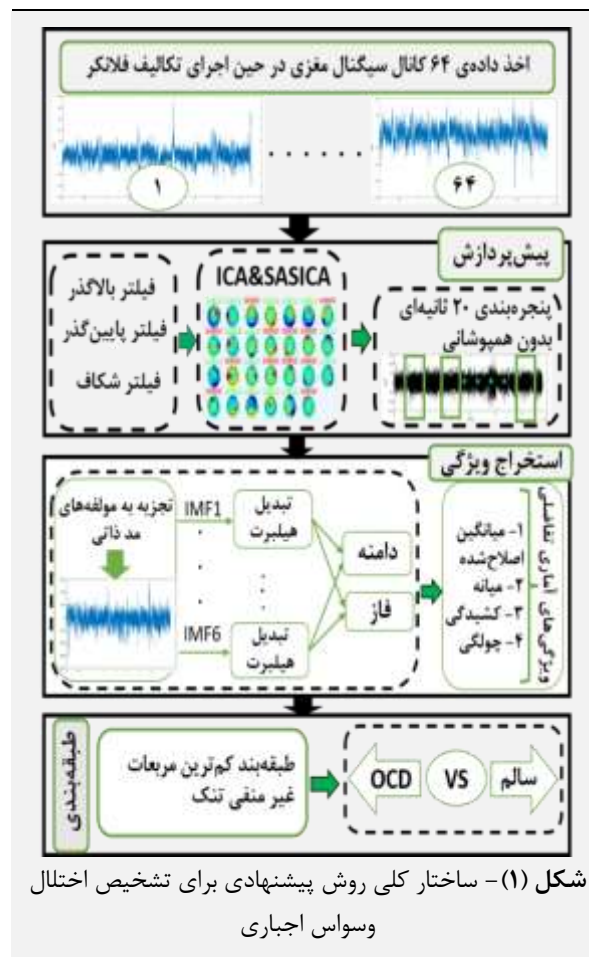 اخذ داده‌ی ۶۴ کانال سیگنال مغزی در حین اجرای تکالیف فلانکر
۱
......
۶۴
پیش‌پردازش
فیلتر بالاگذر
فیلتر پایین‌گذر
فیلتر شکاف
ICA&SASICA
پنجره‌بندی ۲۰ ثانیه‌ای
بدون همپوشانی
استخراج ویژگی
تجزیه به مولفه‌های
مد ذاتی
IMF1
IMF6
تبدیل
هیلبرت
تبدیل
هیلبرت
دامنه
فاز
۱- میانگین
اصلاح‌شده
۲- میانه
۳- کشیدگی
۴- چولگی
ویژگی‌های آماری تفاضلی
طبقه‌بندی
طبقه‌بند کم‌ترین مربعات
غیر منفی تنک
OCD
VS
سالم
شکل (۱)- ساختار کلی روش پیشنهادی برای تشخیص اختلال
وسواس اجباری